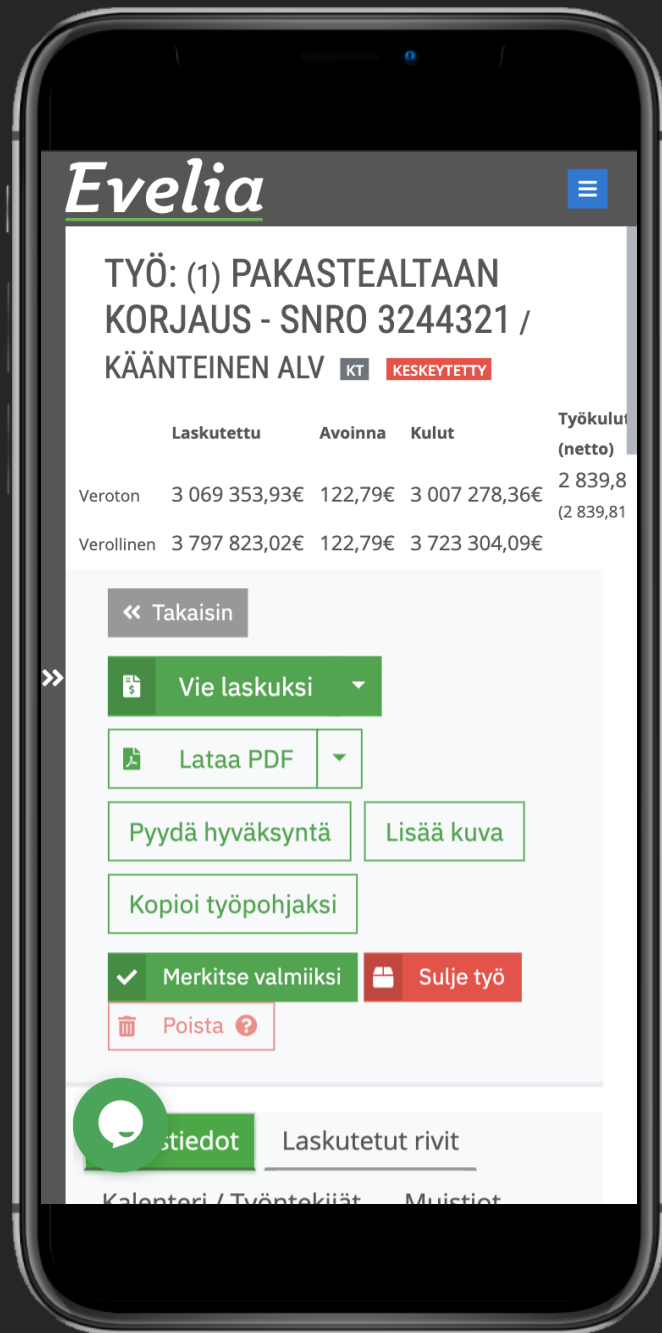 Evelia
TYÖ: (1) PAKASTEALTAAN
KORJAUS - SNRO 3244321 /
KÄÄNTEINEN ALV KT KESKEYTETTY
Laskutettu Avoinna Kulut Työkulut
(netto)
Veroton 3 069 353,93€ 122,79€ 3 007 278,36€ 2 839,8
(2 839,81
Verollinen 3 797 823,02€ 122,79€ 3 723 304,09€
Takaisin
Vie laskuksi
Lataa PDF
Pyydä hyväksyntä Lisää kuva
Kopioi työpohjaksi
Merkitse valmiiksi Sulje työ
Poista
stiedot Laskutetut rivit
Kalenteri / Työntekijät Muistiot